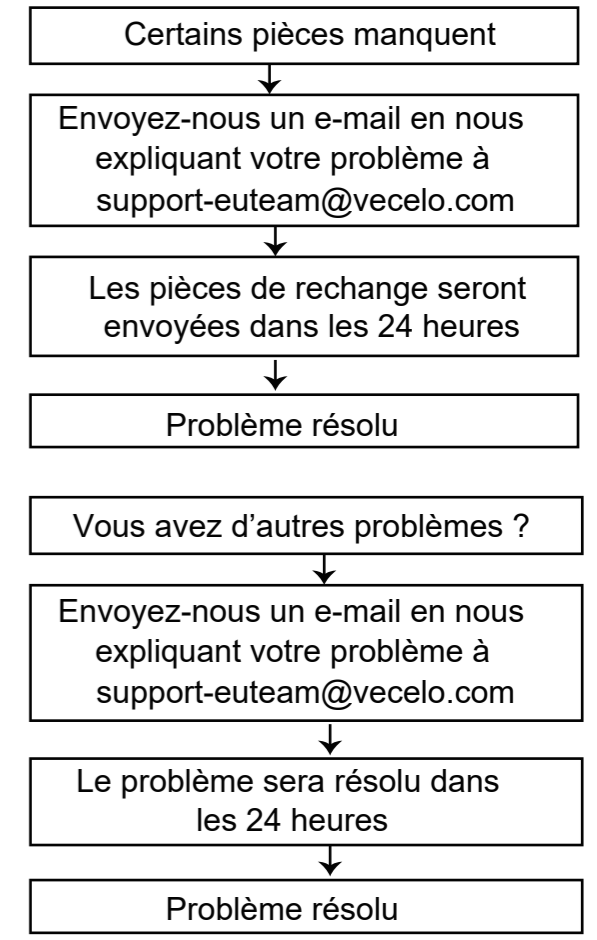 Certains pièces manquent
Envoyez-nous un e-mail en nous
expliquant votre problème à
support-euteam@vecelo.com
Les pièces de rechange seront
envoyées dans les 24 heures
Problème résolu
Vous avez d’autres problèmes ?
Envoyez-nous un e-mail en nous
expliquant votre problème à
support-euteam@vecelo.com
Le problème sera résolu dans
les 24 heures
Problème résolu